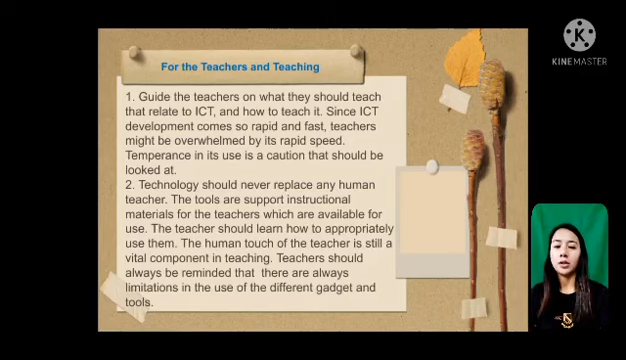 KINEMASTER
For the Teachers and Teaching
1. Guide the teachers on what they should teach
that relate to ICT, and how to teach it. Since ICT
development comes so rapid and fast, teachers
might be overwhelmed by its rapid speed.
Temperance in its use is a caution that should be
looked at.
2. Technology should never replace any human
teacher. The tools are support instructional
materials for the teachers which are available for
use. The teacher should learn how to appropriately
use them. The human touch of the teacher is still a
vital component in teaching. Teachers should
always be reminded that there are always
limitations in the use of the different gadget and
tools.